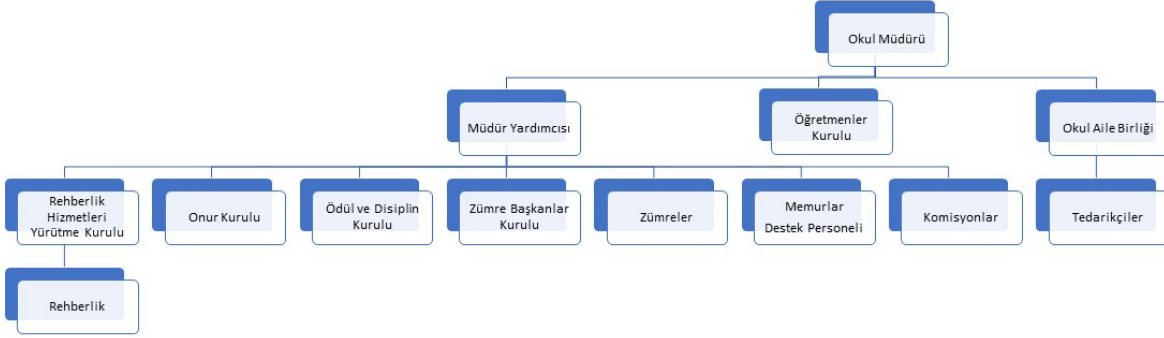 Okul Müdürü
Müdür Yardımcısı
Öğretmenler
Kurulu
Okul Aile Birliği
Rehberlik
Hizmetleri
Yürütme Kurulu
Onur Kurulu
Ödül ve Disiplin
Kurulu
Zümre Başkanlar
Kurulu
Zümreler
Memurlar
Destek Personeli
Komisyonlar
Tedarikçiler
Rehberlik